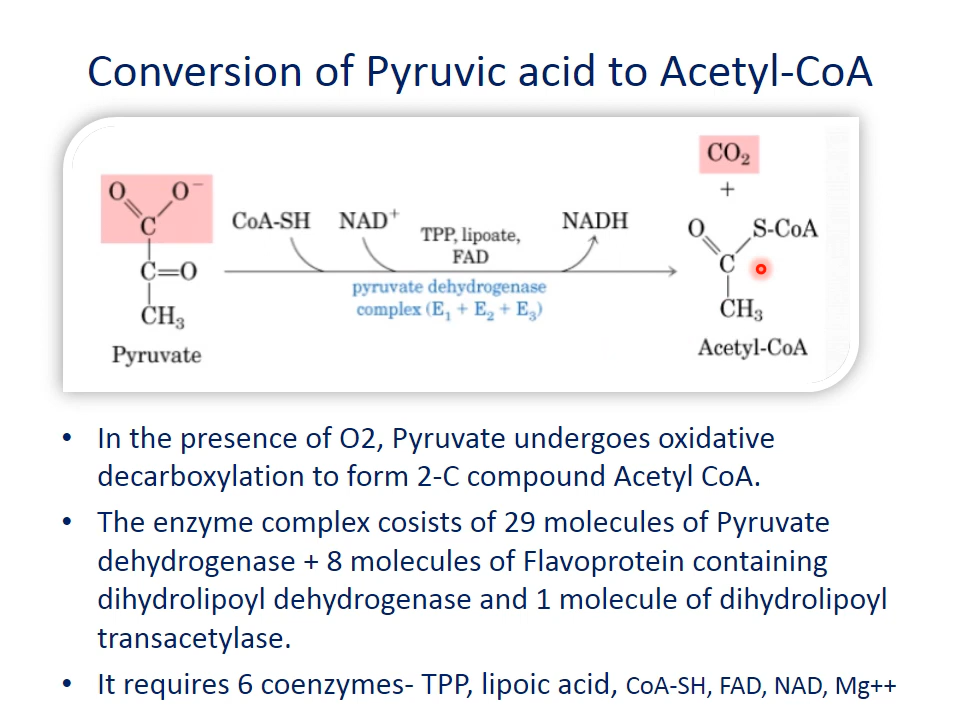 Conversion of Pyruvic acid to Acetyl-CoA
CO₂
+
O O⁻
C
C=O
CH₃
Pyruvate
CoA-SH NAD⁺ NADH
TPP, lipoate,
FAD
pyruvate dehydrogenase
complex (E₁ + E₂ + E₃)
O S-CoA
C
CH₃
Acetyl-CoA
• In the presence of O2, Pyruvate undergoes oxidative
decarboxylation to form 2-C compound Acetyl CoA.
• The enzyme complex cosists of 29 molecules of Pyruvate
dehydrogenase + 8 molecules of Flavoprotein containing
dihydrolipoyl dehydrogenase and 1 molecule of dihydrolipoyl
transacetylase.
• It requires 6 coenzymes- TPP, lipoic acid, CoA-SH, FAD, NAD, Mg++